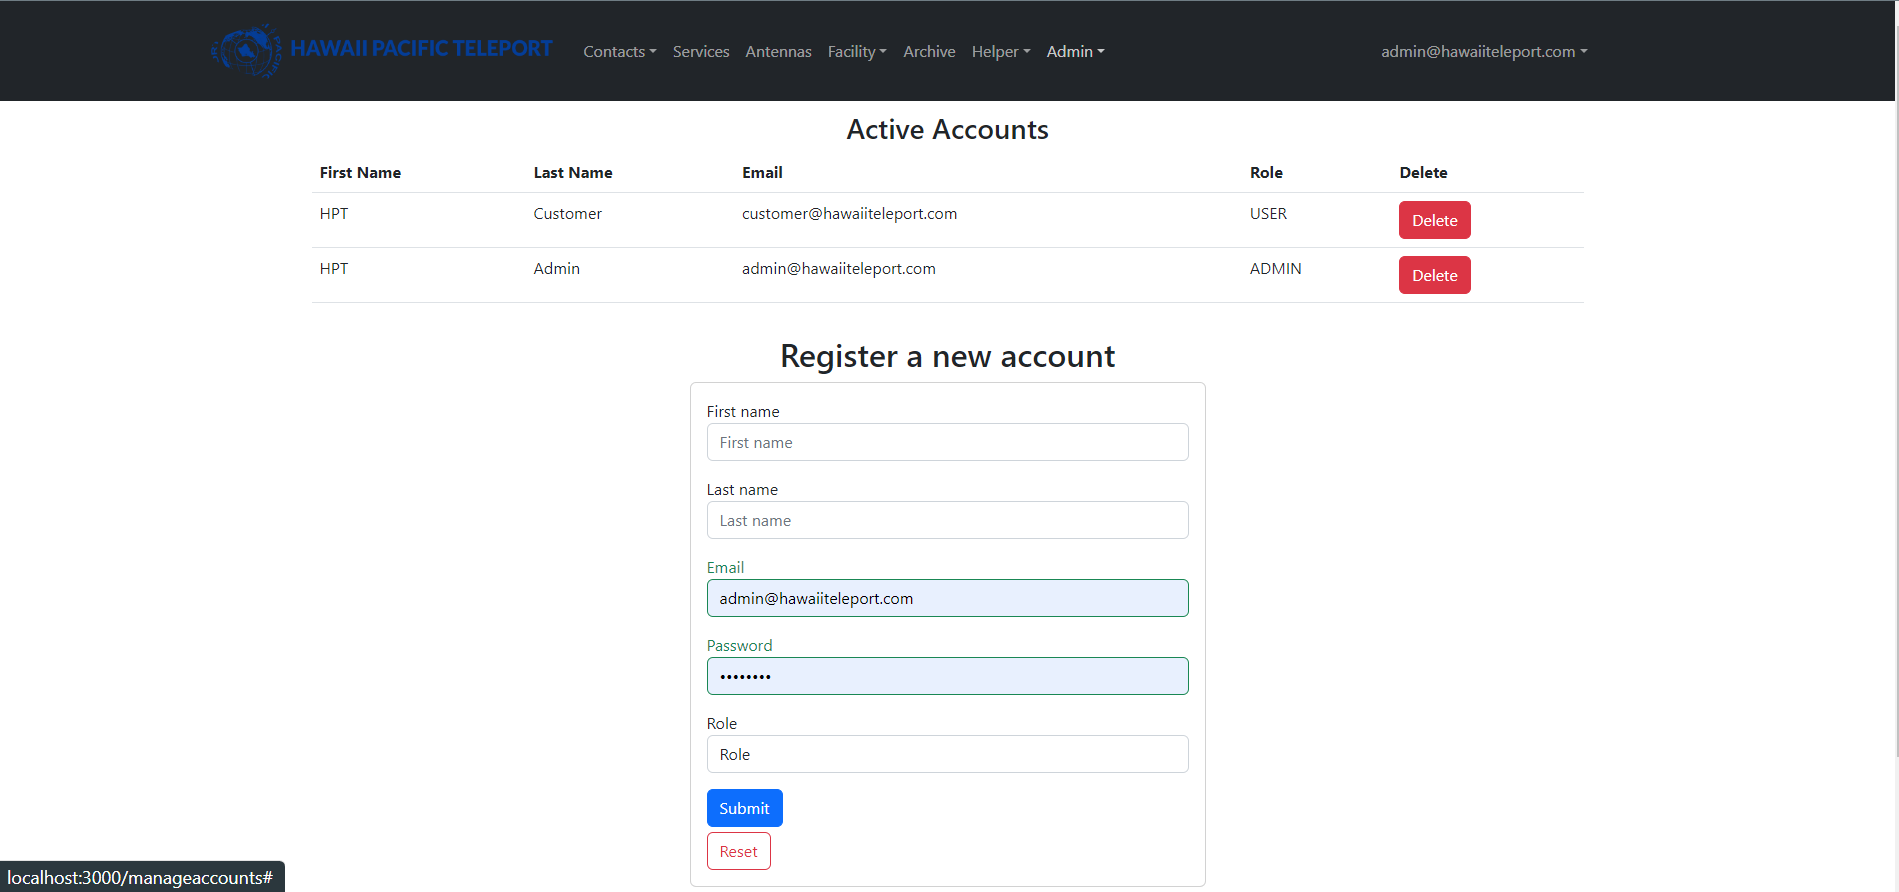 HAWAII PACIFIC TELEPORT Contacts Services Antennas Facility Archive Helper Admin admin@hawaiiteleport.com
Active Accounts
First Name Last Name Email Role Delete
HPT Customer customer@hawaiiteleport.com USER Delete
HPT Admin admin@hawaiiteleport.com ADMIN Delete
Register a new account
First name
First name
Last name
Last name
Email
admin@hawaiiteleport.com
Password
••••••••
Role
Role
Submit
Reset
localhost:3000/manageaccounts#